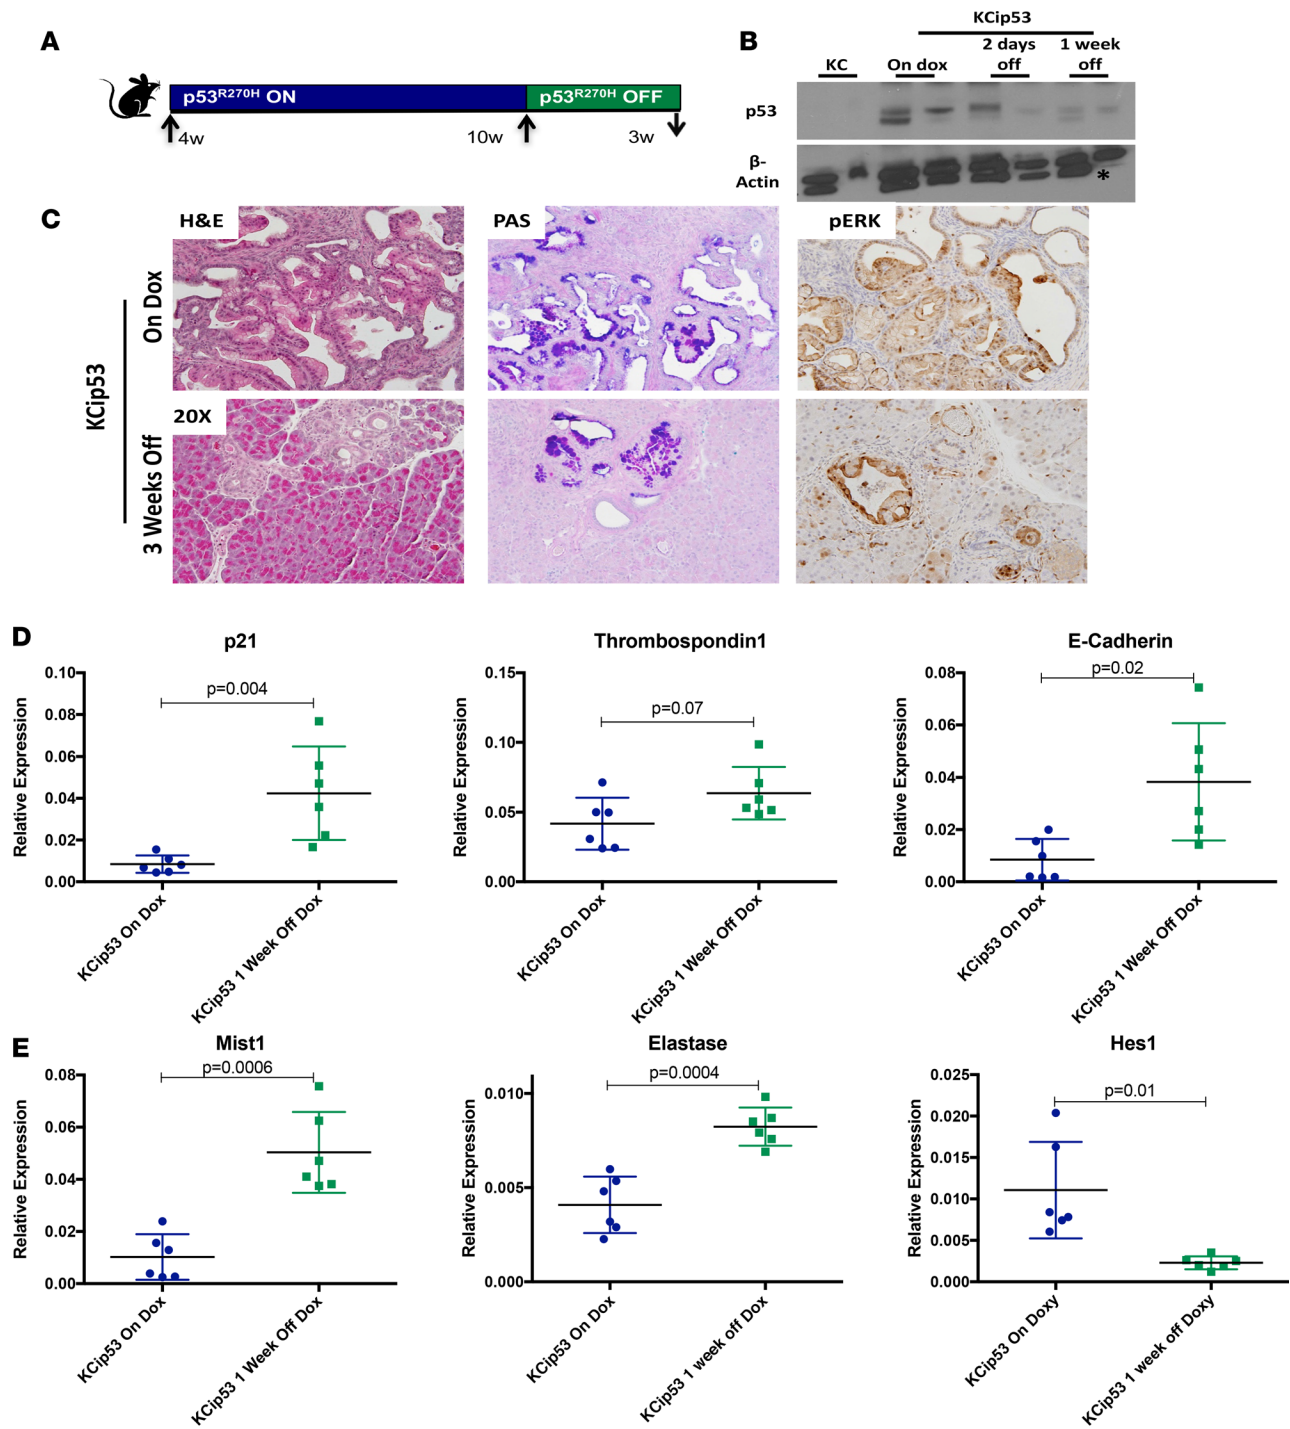 A
p53R270H ON
p53R270H OFF
4w
10w
3w
B
KCip53
KC
On dox
2 days
off
1 week
off
p53
β-
Actin
*
C
H&E
PAS
pERK
On Dox
KCip53
20X
3 Weeks Off
D
p21
Relative Expression
0.10
0.08
0.06
0.04
0.02
0.00
p=0.004
KCip53 On Dox
KCip53 1 Week Off Dox
Thrombospondin1
Relative Expression
0.15
0.10
0.05
0.00
p=0.07
KCip53 On Dox
KCip53 1 Week Off Dox
E-Cadherin
Relative Expression
0.08
0.06
0.04
0.02
0.00
p=0.02
KCip53 On Dox
KCip53 1 Week Off Dox
E
Mist1
Relative Expression
0.08
0.06
0.04
0.02
0.00
p=0.0006
KCip53 On Dox
KCip53 1 Week Off Dox
Elastase
Relative Expression
0.010
0.005
0.000
p=0.0004
KCip53 On Dox
KCip53 1 week off Dox
Hes1
Relative Expression
0.025
0.020
0.015
0.010
0.005
0.000
p=0.01
KCip53 On Doxy
KCip53 1 week off Doxy